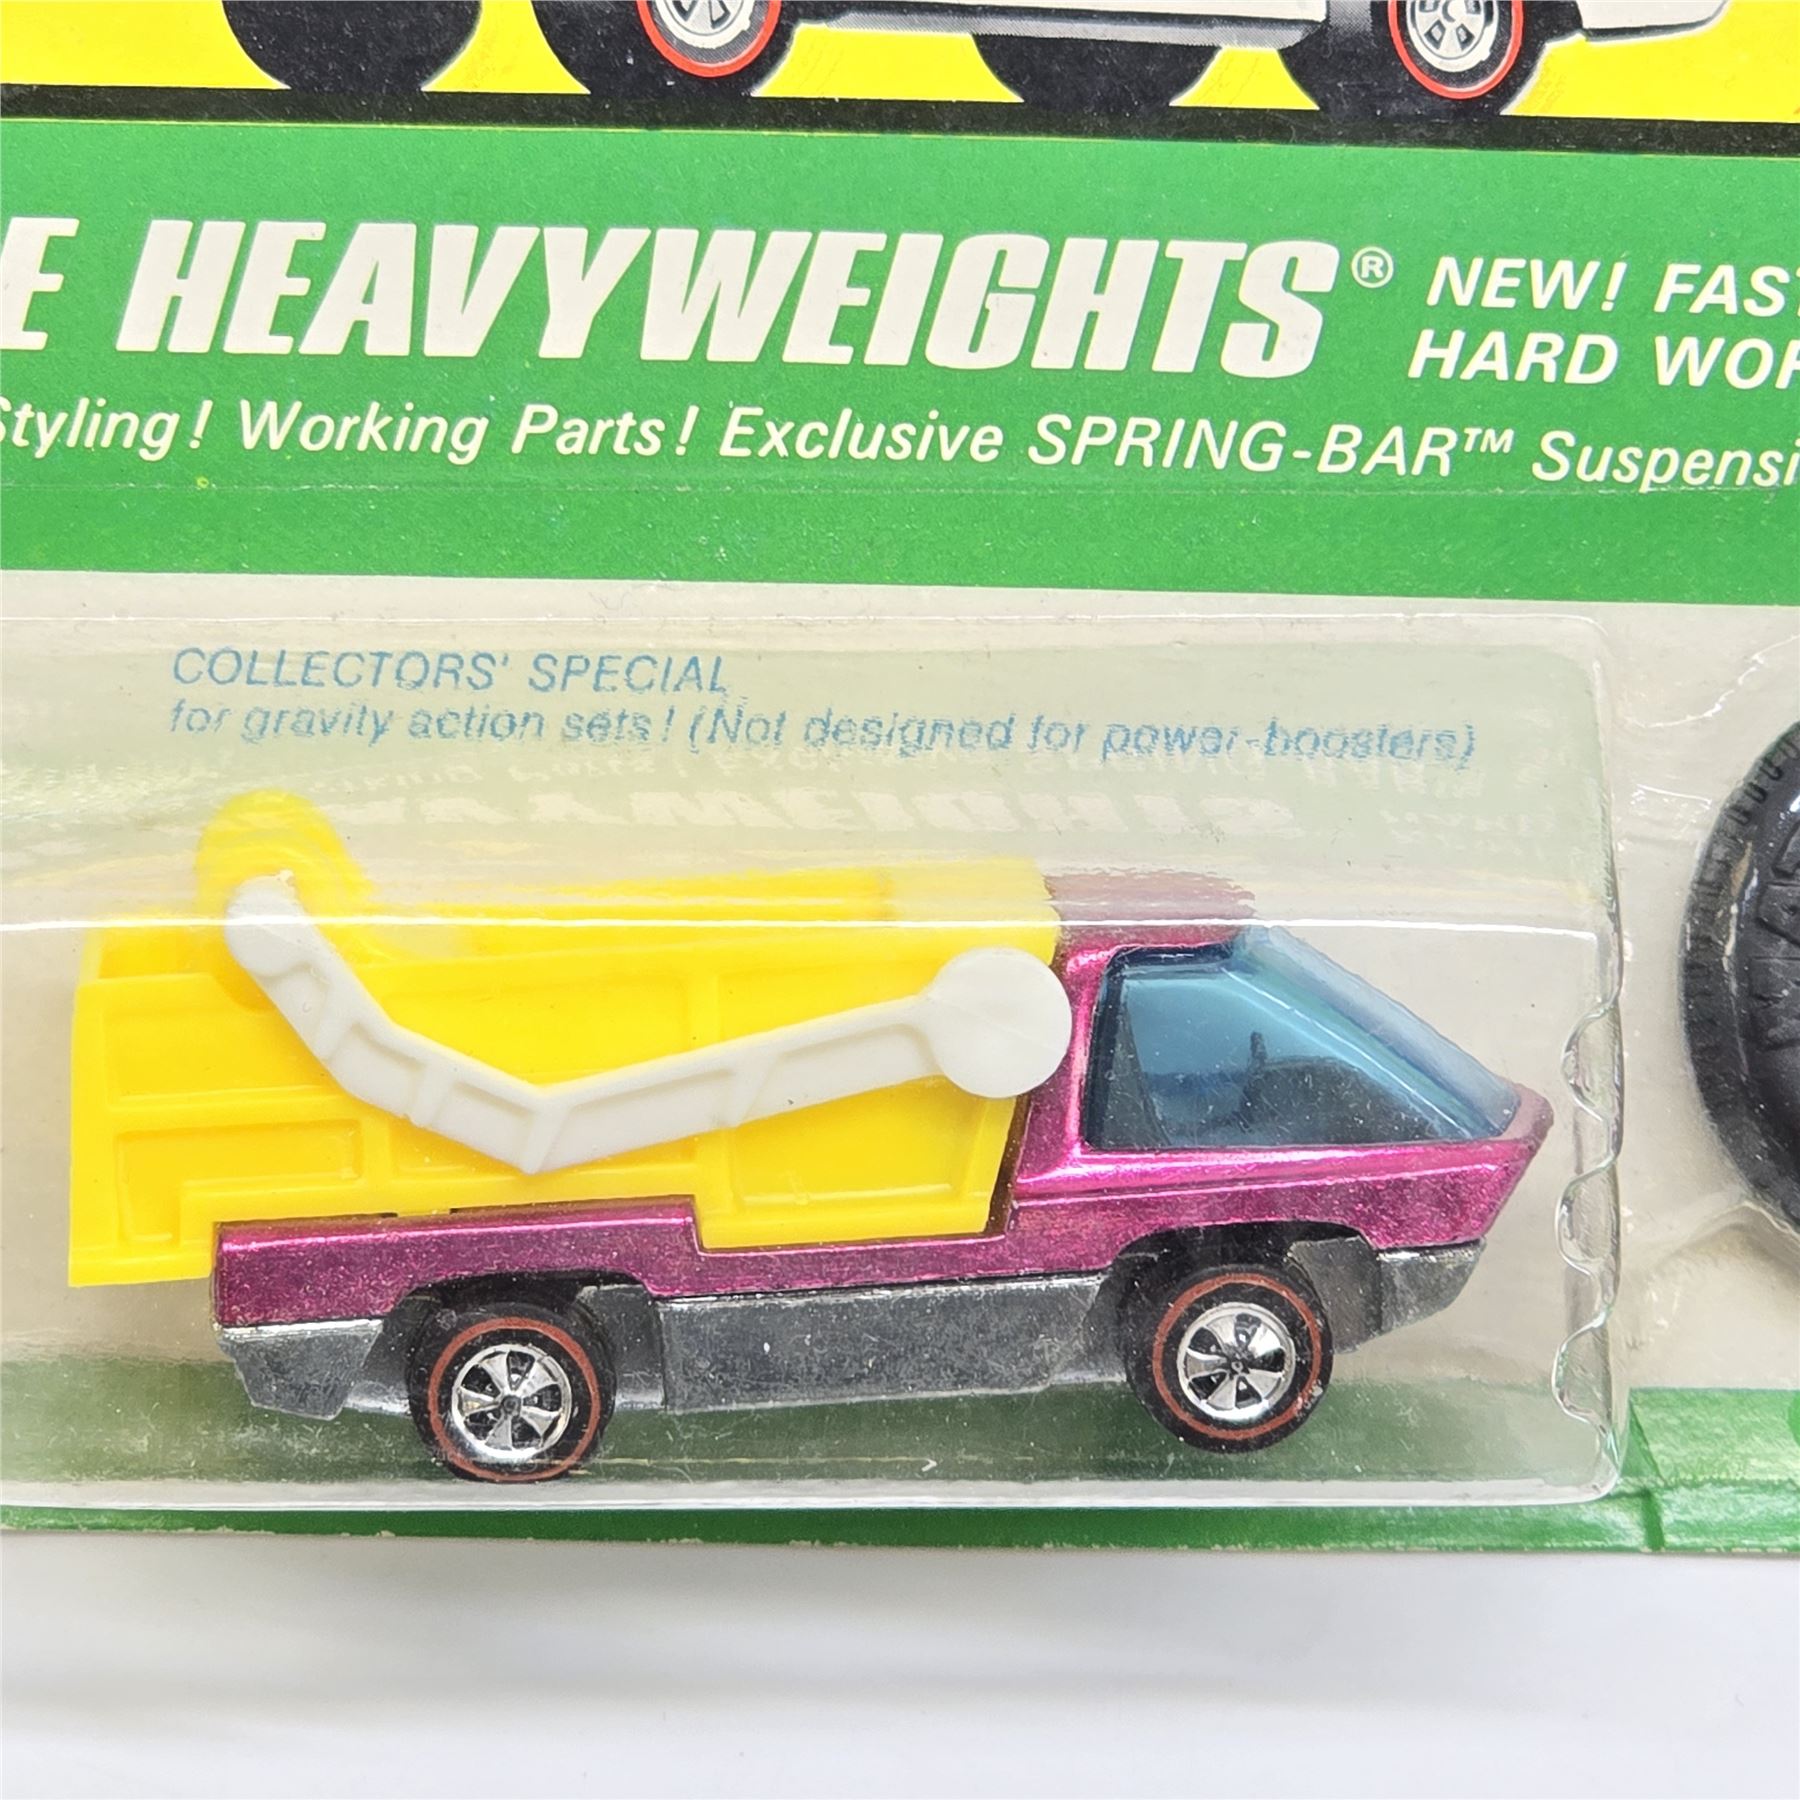 E HEAVYWEIGHTS® NEW! FAS
HARD WOR
Styling! Working Parts! Exclusive SPRING-BAR™ Suspensi
COLLECTORS' SPECIAL
for gravity action sets! (Not designed for power-boosters)